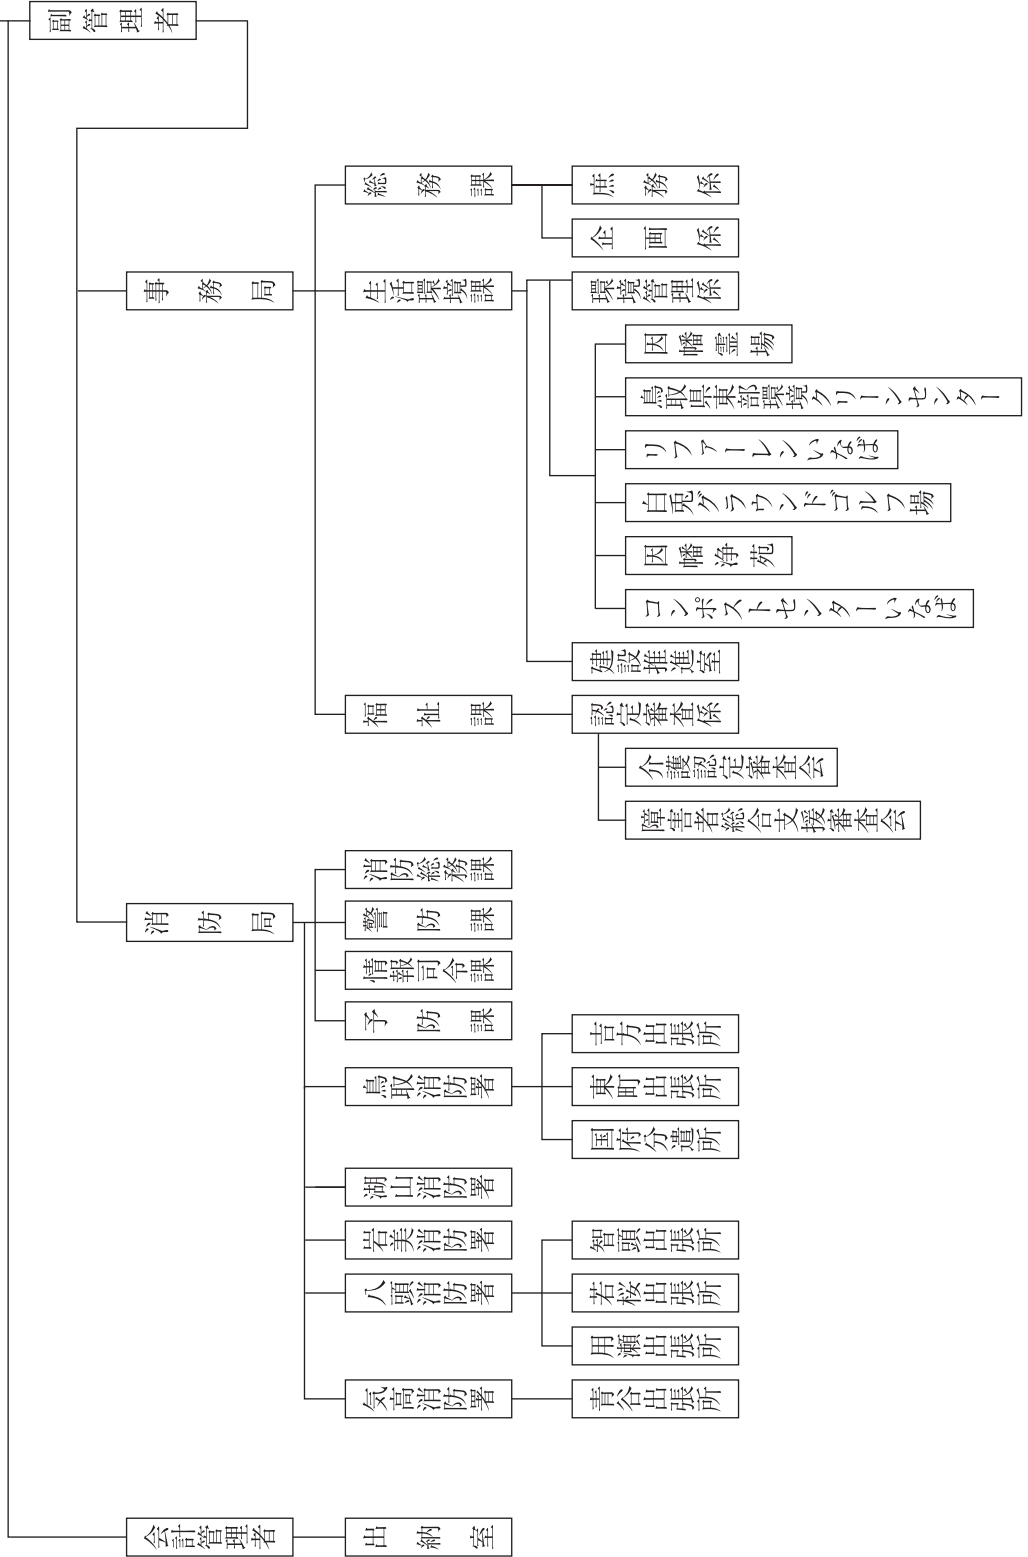 副管理者
事務局
総務課
庶務係
企画係
生活環境課
環境管理係
因幡霊場
鳥取県東部環境クリーンセンター
リファーレンいなば
白兎グラウンドゴルフ場
因幡浄苑
コンポストセンターいなば
建設推進室
福祉課
認定審査係
介護認定審査会
障害者総合支援審査会
消防局
消防総務課
警防課
情報司令課
予防課
鳥取消防署
吉方出張所
東町出張所
国府分遣所
湖山消防署
岩美消防署
八頭消防署
智頭出張所
若桜出張所
用瀬出張所
気高消防署
青谷出張所
会計管理者
出納室